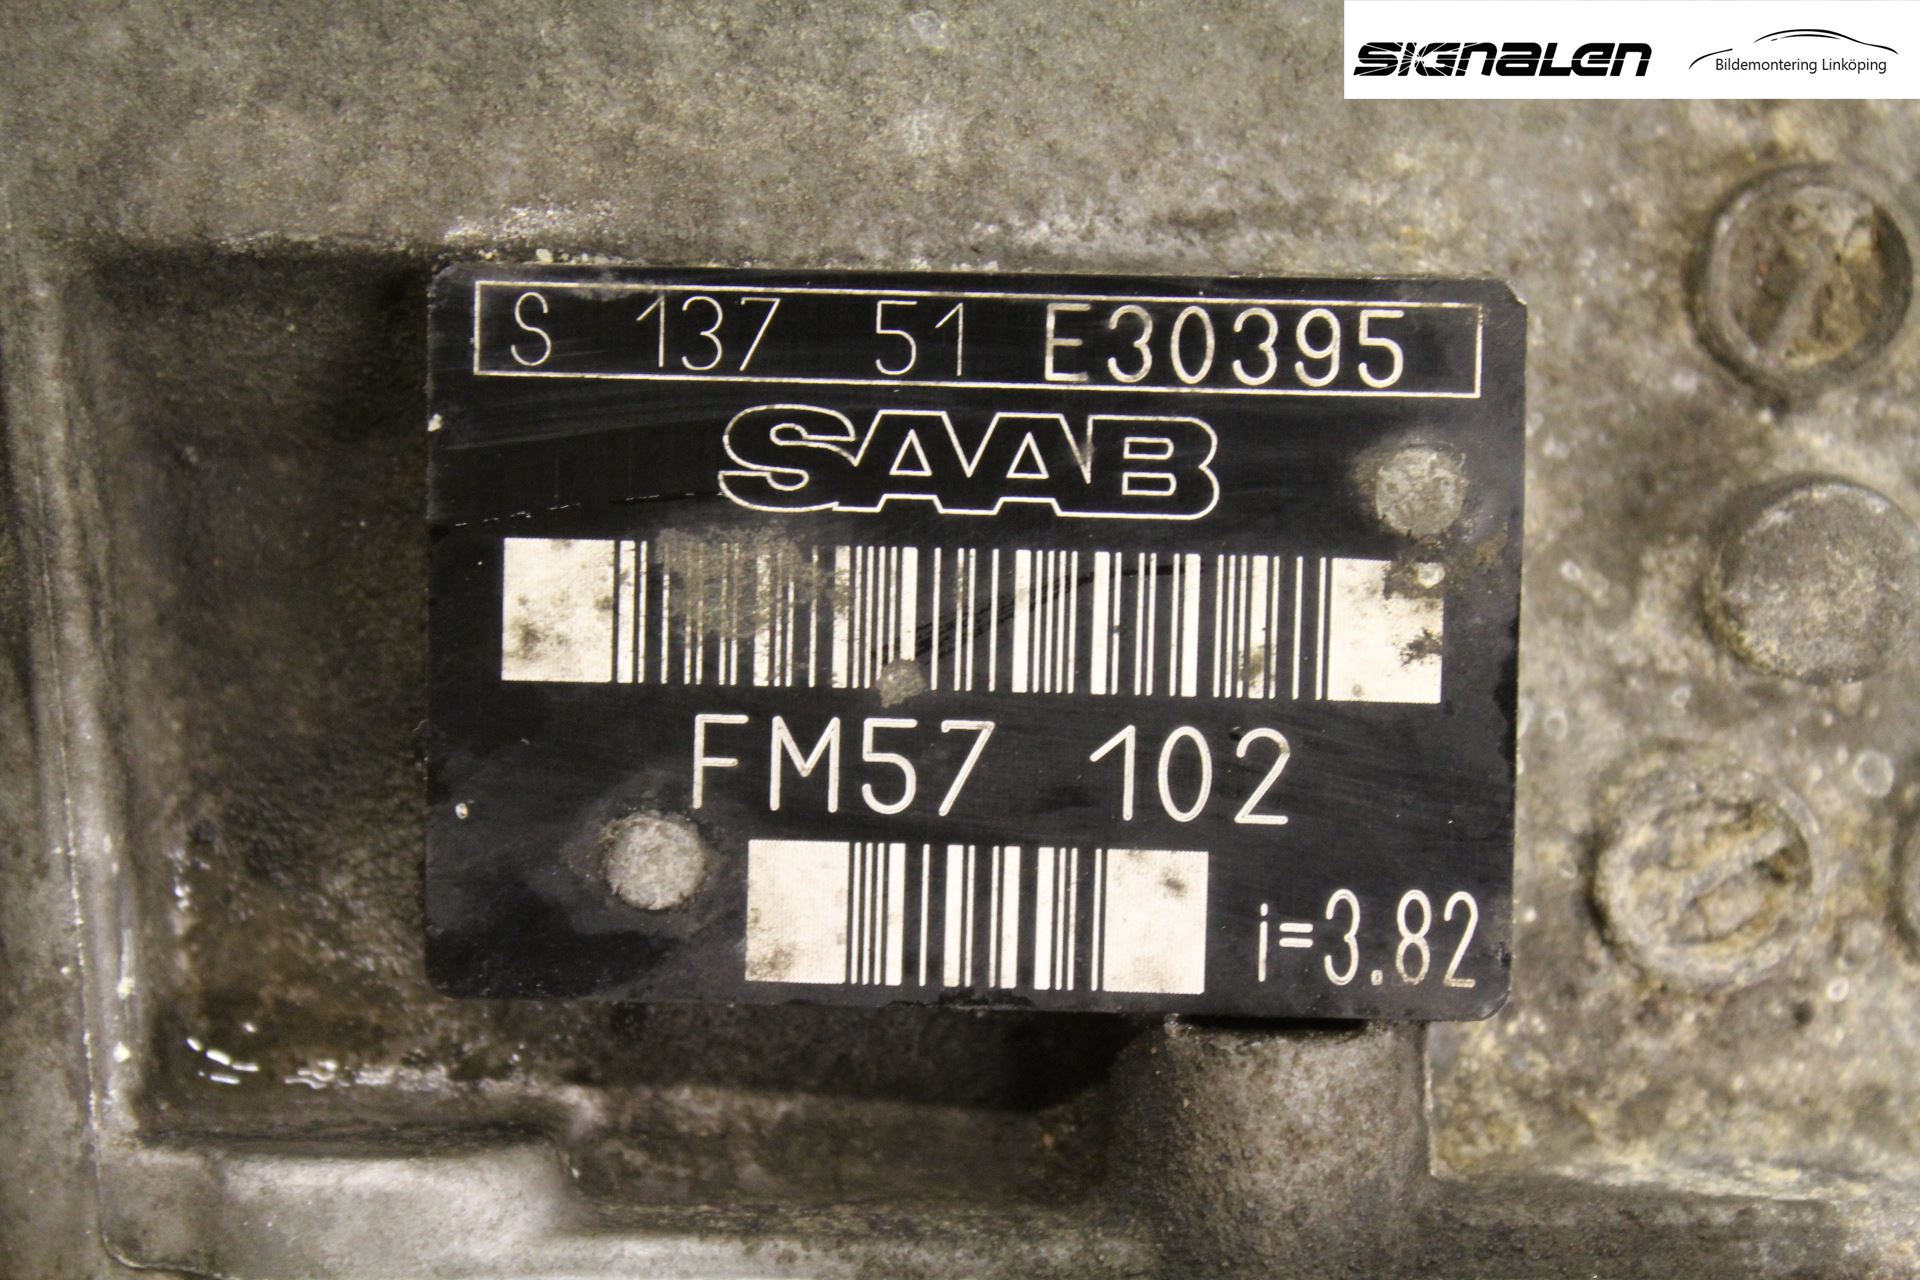 SIGNALEN
Bildemontering Linköping
S 137 51 E30395
SAAB
FM57 102
i=3.82